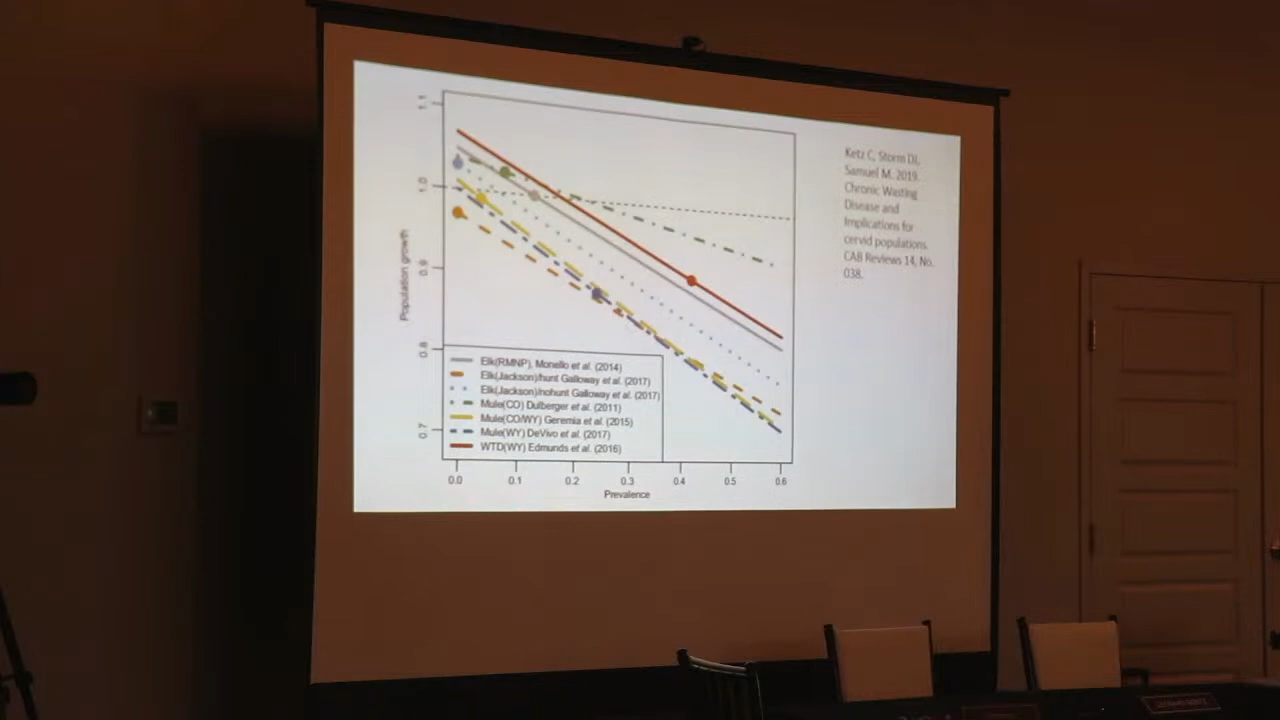 1.1
1.0
0.9
0.8
0.7
Population growth
Elk(RMNP), Monello et al. (2014)
Elk(Jackson)/hunt Galloway et al. (2017)
Elk(Jackson)/nohunt Galloway et al. (2017)
Mule(CO) Dulberger et al. (2011)
Mule(CO/WY) Geremia et al. (2015)
Mule(WY) DeVivo et al. (2017)
WTD(WY) Edmunds et al. (2016)
0.0 0.1 0.2 0.3 0.4 0.5 0.6
Prevalence
Ketz C, Storm DJ,
Samuel M. 2019.
Chronic Wasting
Disease and
Implications for
cervid populations.
CAB Reviews 14, No.
038.